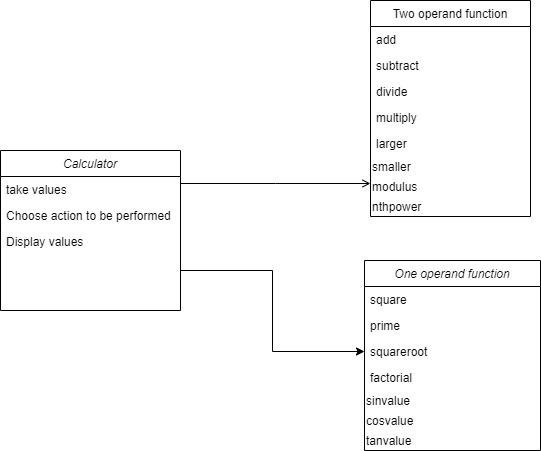 Two operand function
add
subtract
divide
multiply
larger
smaller
modulus
nthpower
Calculator
take values
Choose action to be performed
Display values
One operand function
square
prime
squareroot
factorial
sinvalue
cosvalue
tanvalue